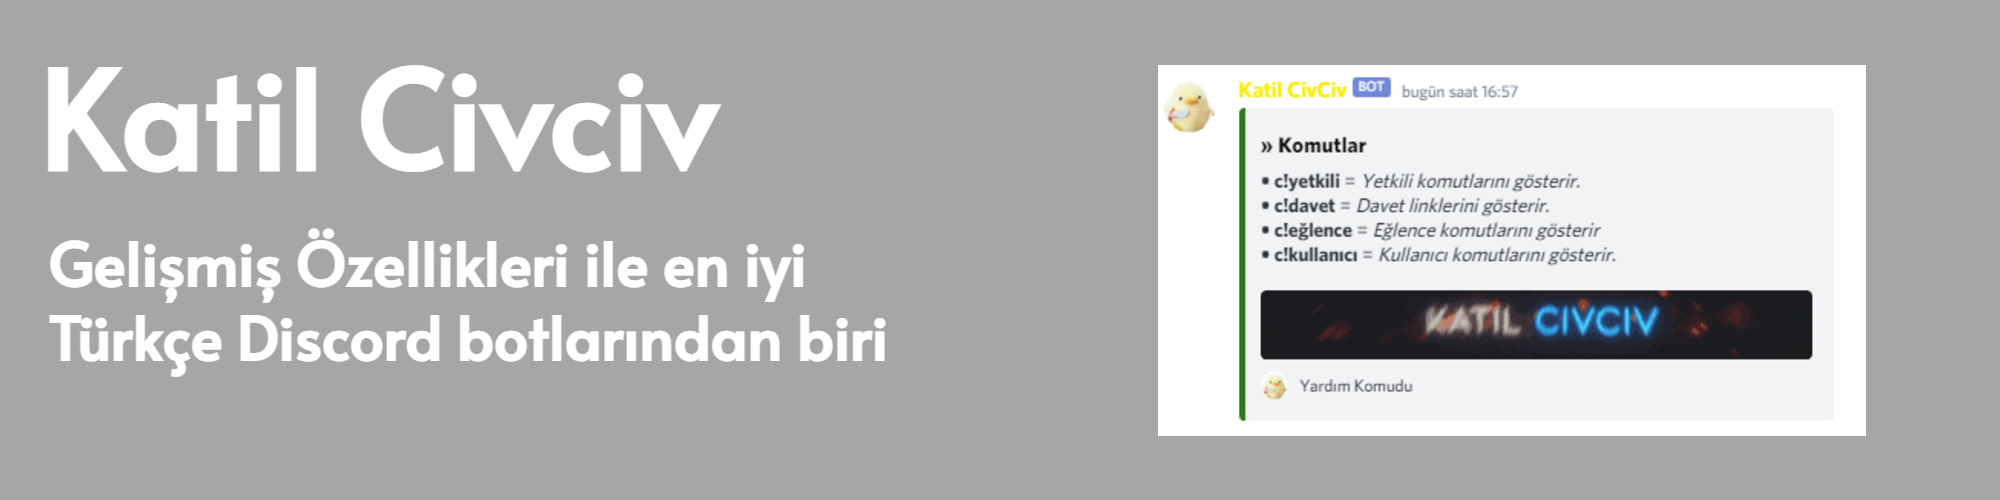 Katil Civciv
Gelişmiş Özellikleri ile en iyi
Türkçe Discord botlarından biri
Katil CivCiv BOT bugün saat 16:57
» Komutlar
• c!yetkili = Yetkili komutlarını gösterir.
• c!davet = Davet linklerini gösterir.
• c!eğlence = Eğlence komutlarını gösterir
• c!kullanıcı = Kullanıcı komutlarını gösterir.
KATİL CIVCIV
Yardım Komudu